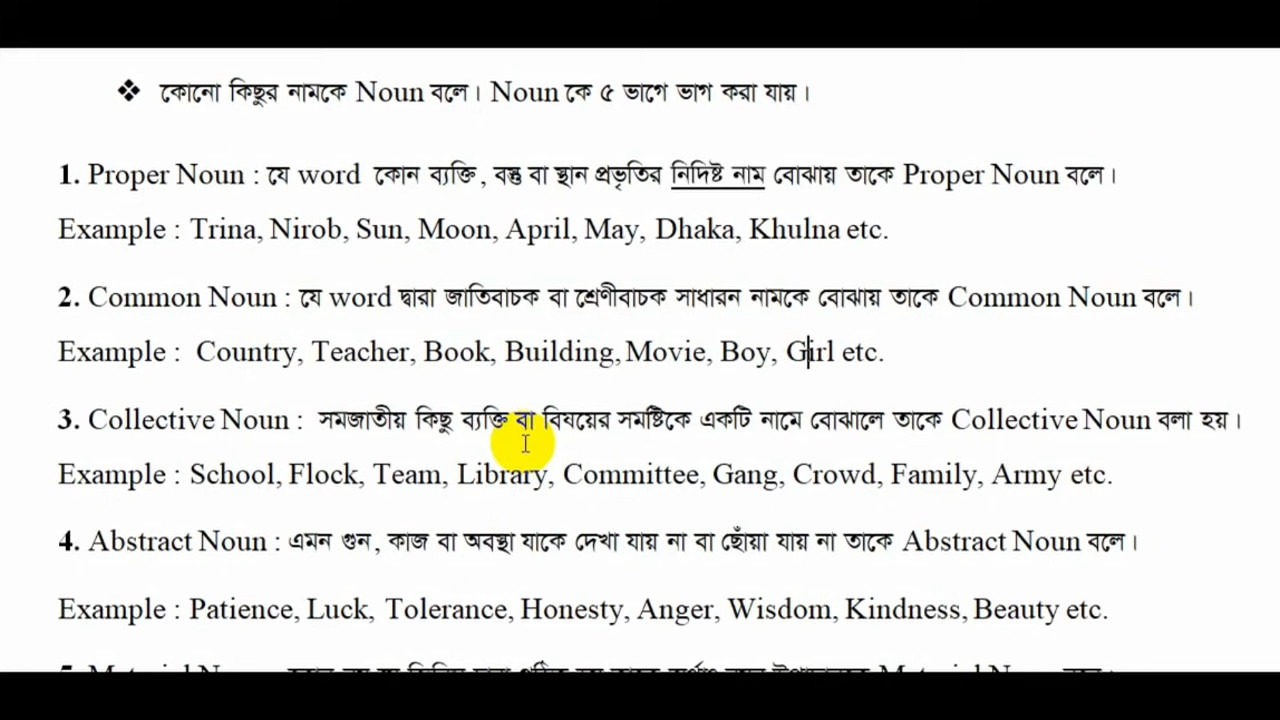 ❖ কোনো কিছুর নামকে Noun বলে। Noun কে ৫ ভাগে ভাগ করা যায়।
1. Proper Noun : যে word কোন ব্যক্তি, বস্তু বা স্থান প্রভৃতির নিদিষ্ট নাম বোঝায় তাকে Proper Noun বলে।
Example : Trina, Nirob, Sun, Moon, April, May, Dhaka, Khulna etc.
2. Common Noun : যে word দ্বারা জাতিবাচক বা শ্রেণীবাচক সাধারন নামকে বোঝায় তাকে Common Noun বলে।
Example : Country, Teacher, Book, Building, Movie, Boy, Girl etc.
3. Collective Noun : সমজাতীয় কিছু ব্যক্তি বা বিষয়ের সমষ্টিকে একটি নামে বোঝালে তাকে Collective Noun বলা হয়।
Example : School, Flock, Team, Library, Committee, Gang, Crowd, Family, Army etc.
4. Abstract Noun : এমন গুন, কাজ বা অবস্থা যাকে দেখা যায় না বা ছোঁয়া যায় না তাকে Abstract Noun বলে।
Example : Patience, Luck, Tolerance, Honesty, Anger, Wisdom, Kindness, Beauty etc.
5. Material Noun